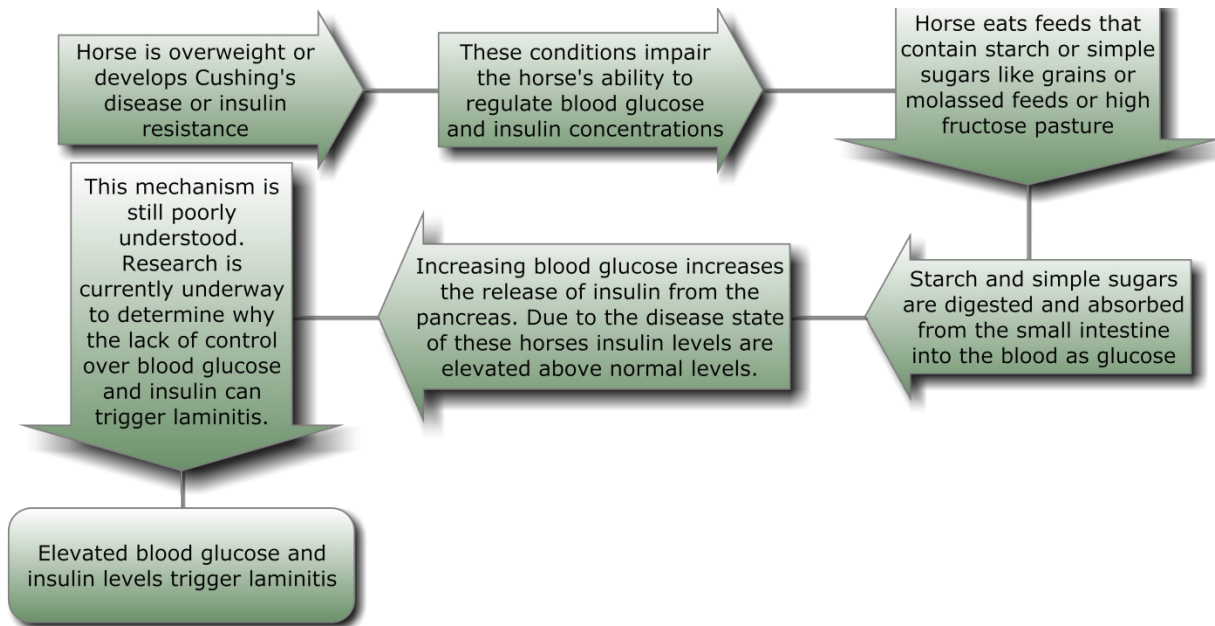 Horse is overweight or
develops Cushing's
disease or insulin
resistance
These conditions impair
the horse's ability to
regulate blood glucose
and insulin concentrations
Horse eats feeds that
contain starch or simple
sugars like grains or
molassed feeds or high
fructose pasture
Starch and simple sugars
are digested and absorbed
from the small intestine
into the blood as glucose
Increasing blood glucose increases
the release of insulin from the
pancreas. Due to the disease state
of these horses insulin levels are
elevated above normal levels.
This mechanism is
still poorly
understood.
Research is
currently underway
to determine why
the lack of control
over blood glucose
and insulin can
trigger laminitis.
Elevated blood glucose and
insulin levels trigger laminitis